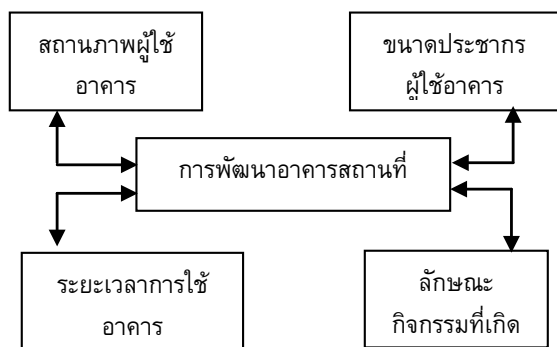 สถานภาพผู้ใช้
อาคาร
ขนาดประชากร
ผู้ใช้อาคาร
การพัฒนาอาคารสถานที่
ระยะเวลาการใช้
อาคาร
ลักษณะ
กิจกรรมที่เกิด